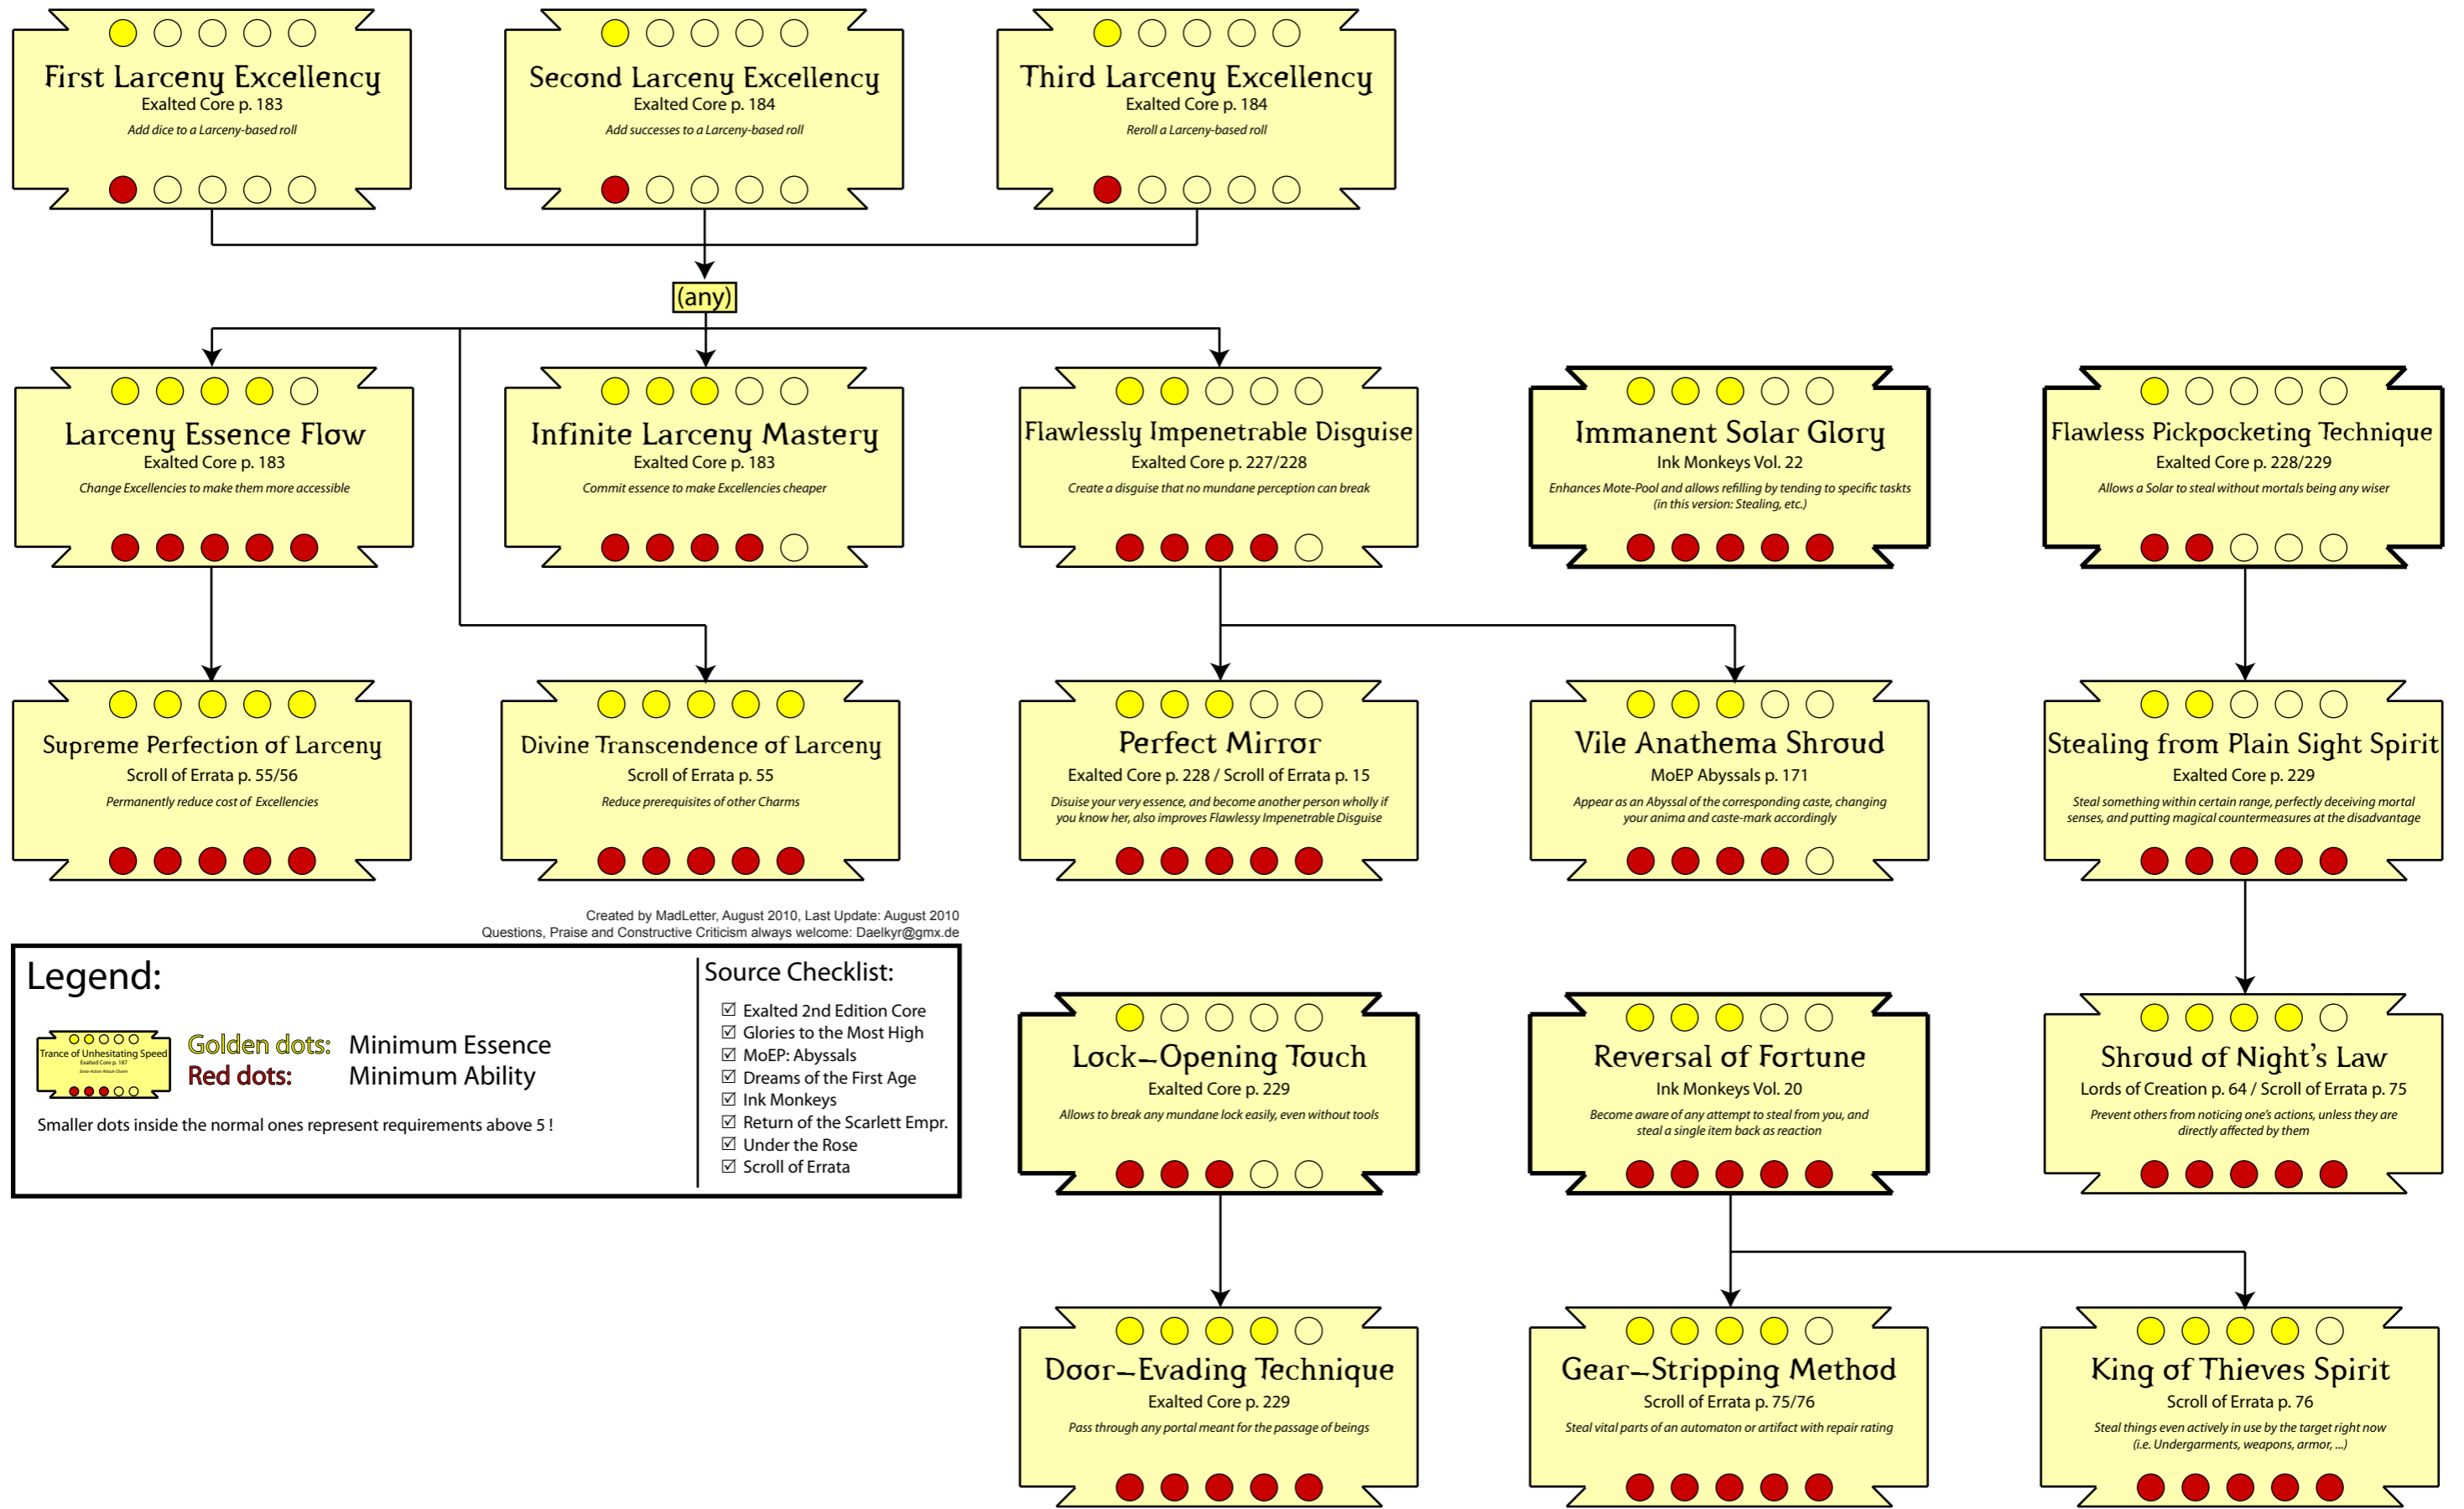 First Larceny Excellency
Exalted Core p. 183
Add dice to a Larceny-based roll
Second Larceny Excellency
Exalted Core p. 184
Add successes to a Larceny-based roll
Third Larceny Excellency
Exalted Core p. 184
Reroll a Larceny-based roll
(any)
Larceny Essence Flow
Exalted Core p. 183
Change Excellencies to make them more accessible
Infinite Larceny Mastery
Exalted Core p. 183
Commit essence to make Excellencies cheaper
Flawlessly Impenetrable Disguise
Exalted Core p. 227/228
Create a disguise that no mundane perception can break
Immanent Solar Glory
Ink Monkeys Vol. 22
Enhances Mote-Pool and allows refilling by tending to specific taskts
(in this version: Stealing, etc.)
Flawless Pickpocketing Technique
Exalted Core p. 228/229
Allows a Solar to steal without mortals being any wiser
Supreme Perfection of Larceny
Scroll of Errata p. 55/56
Permanently reduce cost of Excellencies
Divine Transcendence of Larceny
Scroll of Errata p. 55
Reduce prerequisites of other Charms
Perfect Mirror
Exalted Core p. 228 / Scroll of Errata p. 15
Disuise your very essence, and become another person wholly if
you know her, also improves Flawlessy Impenetrable Disguise
Vile Anathema Shroud
MoEP Abyssals p. 171
Appear as an Abyssal of the corresponding caste, changing
your anima and caste-mark accordingly
Stealing from Plain Sight Spirit
Exalted Core p. 229
Steal something within certain range, perfectly deceiving mortal
senses, and putting magical countermeasures at the disadvantage
Created by MadLetter, August 2010, Last Update: August 2010
Questions, Praise and Constructive Criticism always welcome: Daelkyr@gmx.de
Legend:
Trance of Unhesitating Speed
Exalted Core p. 187
Extra-Action Attack-Charm
Golden dots: Minimum Essence
Red dots: Minimum Ability
Smaller dots inside the normal ones represent requirements above 5 !
Source Checklist:
☑ Exalted 2nd Edition Core
☑ Glories to the Most High
☑ MoEP: Abyssals
☑ Dreams of the First Age
☑ Ink Monkeys
☑ Return of the Scarlett Empr.
☑ Under the Rose
☑ Scroll of Errata
Lock-Opening Touch
Exalted Core p. 229
Allows to break any mundane lock easily, even without tools
Reversal of Fortune
Ink Monkeys Vol. 20
Become aware of any attempt to steal from you, and
steal a single item back as reaction
Shroud of Night's Law
Lords of Creation p. 64 / Scroll of Errata p. 75
Prevent others from noticing one's actions, unless they are
directly affected by them
Door-Evading Technique
Exalted Core p. 229
Pass through any portal meant for the passage of beings
Gear-Stripping Method
Scroll of Errata p. 75/76
Steal vital parts of an automaton or artifact with repair rating
King of Thieves Spirit
Scroll of Errata p. 76
Steal things even actively in use by the target right now
(i.e. Undergarments, weapons, armor, ...)